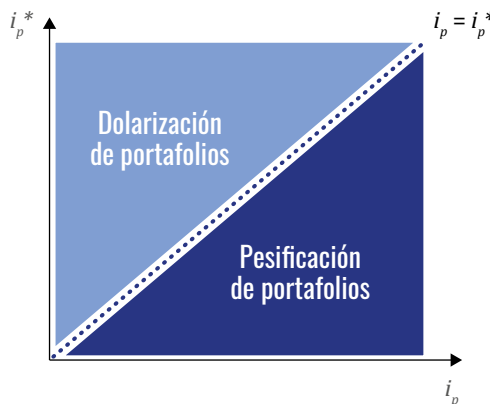 i_p*
i_p = i_p*
Dolarización
de portafolios
Pesificación
de portafolios
i_p